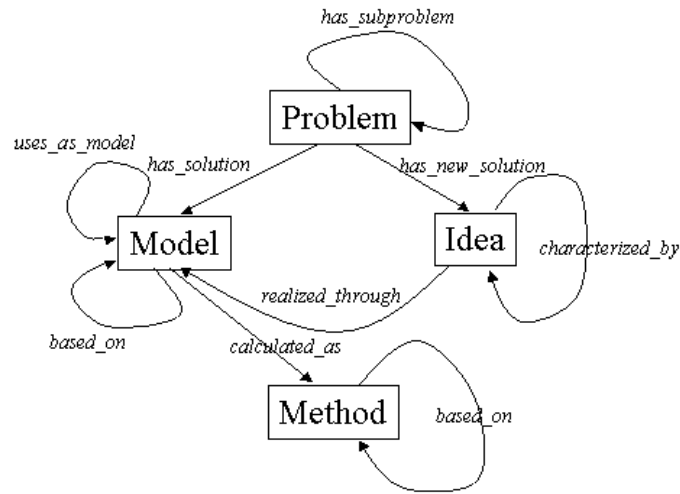 has_subproblem
Problem
uses_as_model
has_solution
has_new_solution
Model
Idea
characterized_by
realized_through
based_on
calculated_as
Method
based_on